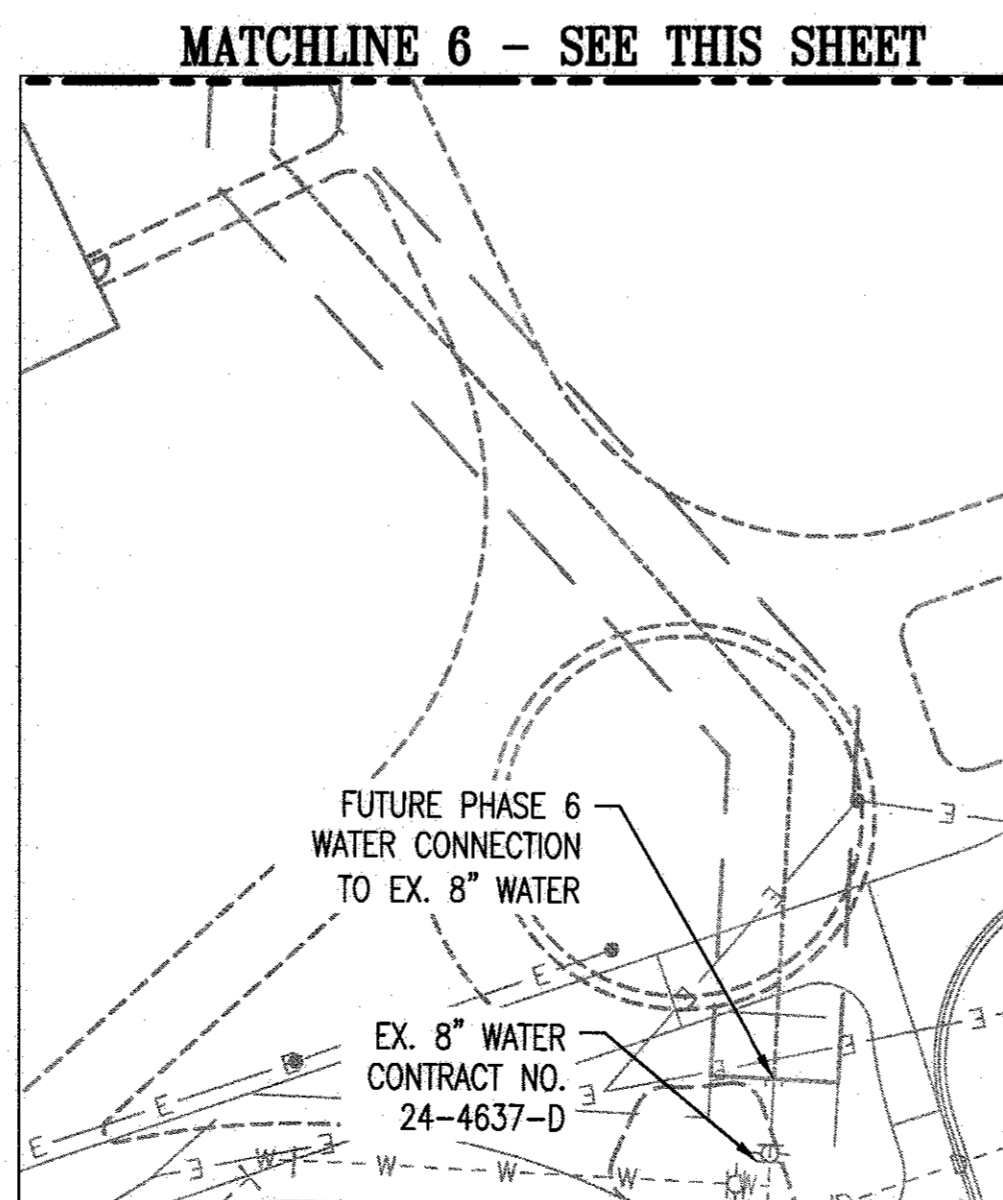 MATCHLINE 6 – SEE THIS SHEET
FUTURE PHASE 6
WATER CONNECTION
TO EX. 8" WATER
E
E
E
E
EX. 8" WATER
CONTRACT NO.
24-4637-D
E
E
E
E
E
E
E
E
W
W
W
W
W